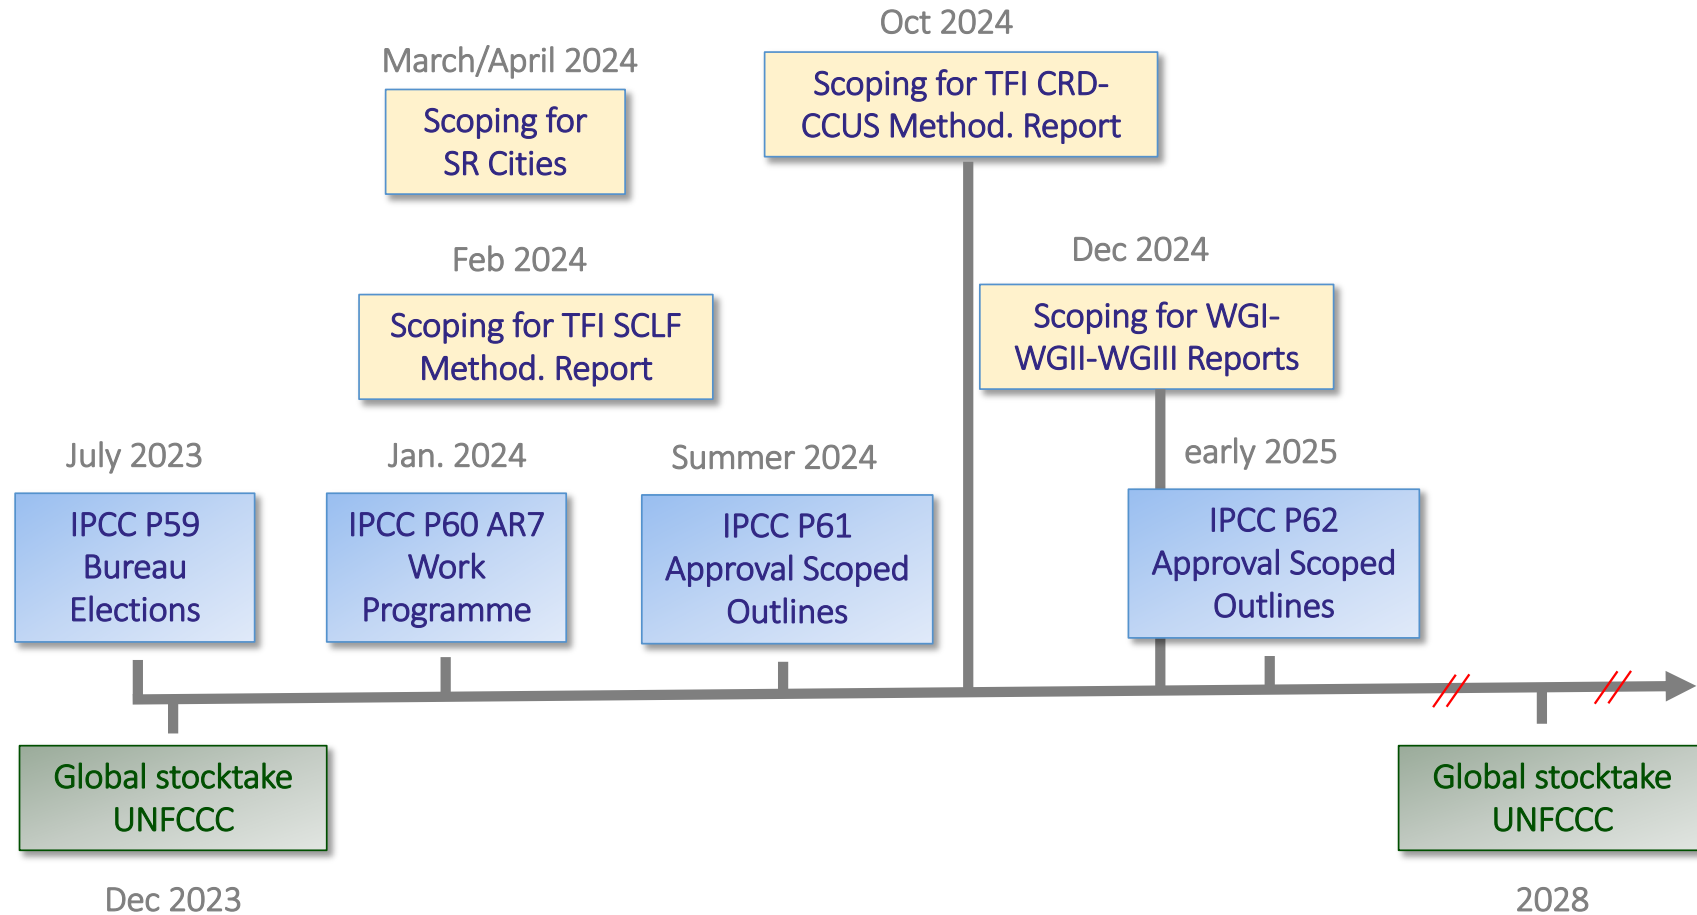 Oct 2024
Scoping for TFI CRD-
CCUS Method. Report
March/April 2024
Scoping for
SR Cities
Feb 2024
Scoping for TFI SCLF
Method. Report
Dec 2024
Scoping for WGI-
WGII-WGIII Reports
July 2023
IPCC P59
Bureau
Elections
Jan. 2024
IPCC P60 AR7
Work
Programme
Summer 2024
IPCC P61
Approval Scoped
Outlines
early 2025
IPCC P62
Approval Scoped
Outlines
Global stocktake
UNFCCC
Dec 2023
Global stocktake
UNFCCC
2028